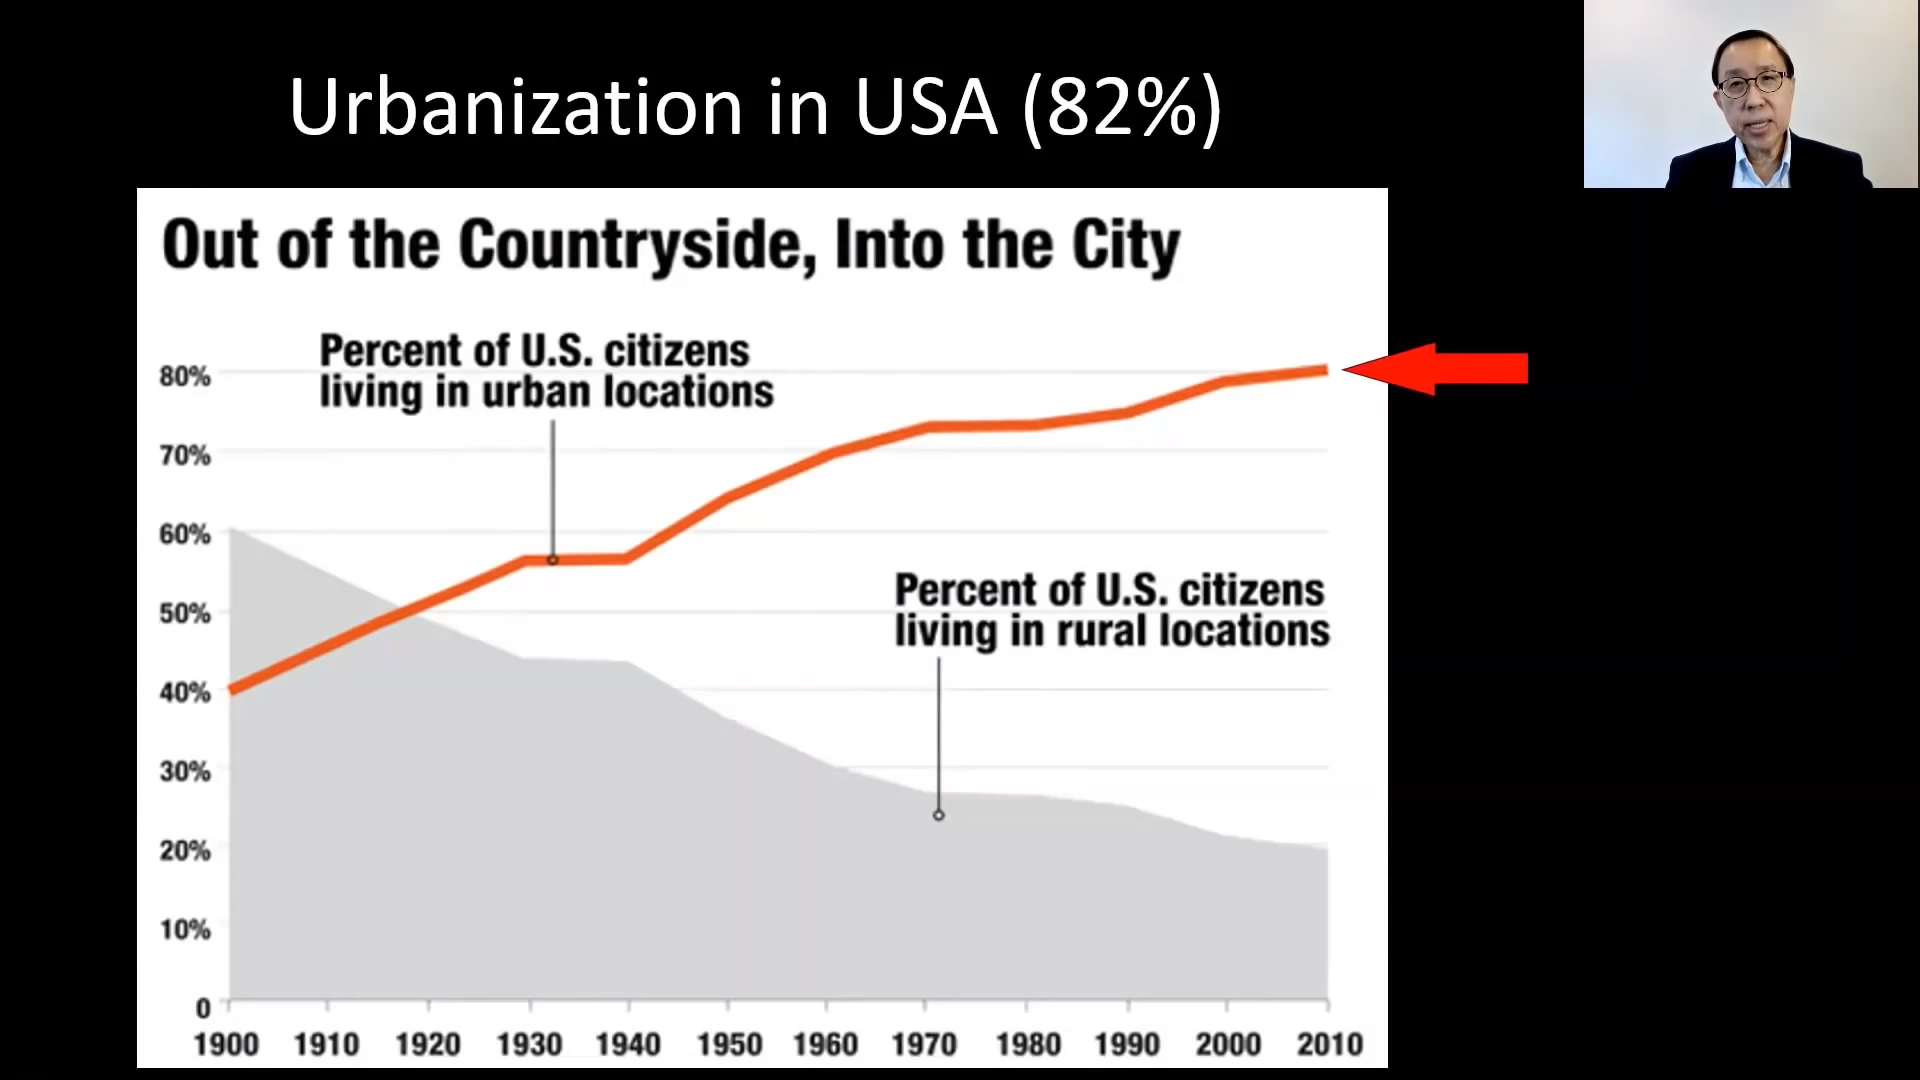 Urbanization in USA (82%)
Out of the Countryside, Into the City
Percent of U.S. citizens
living in urban locations
80%
70%
60%
50%
40%
30%
20%
10%
0
Percent of U.S. citizens
living in rural locations
1900 1910 1920 1930 1940 1950 1960 1970 1980 1990 2000 2010